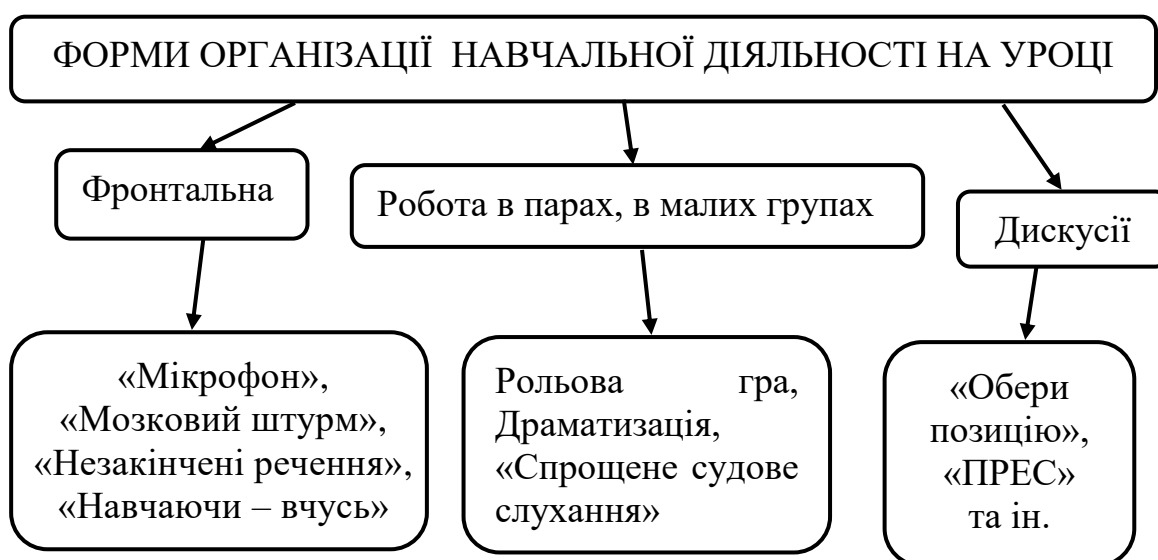 ФОРМИ ОРГАНІЗАЦІЇ НАВЧАЛЬНОЇ ДІЯЛЬНОСТІ НА УРОЦІ
Фронтальна
Робота в парах, в малих групах
Дискусії
«Мікрофон»,
«Мозковий штурм»,
«Незакінчені речення»,
«Навчаючи – вчусь»
Рольова гра,
Драматизація,
«Спрощене судове
слухання»
«Обери
позицію»,
«ПРЕС»
та ін.